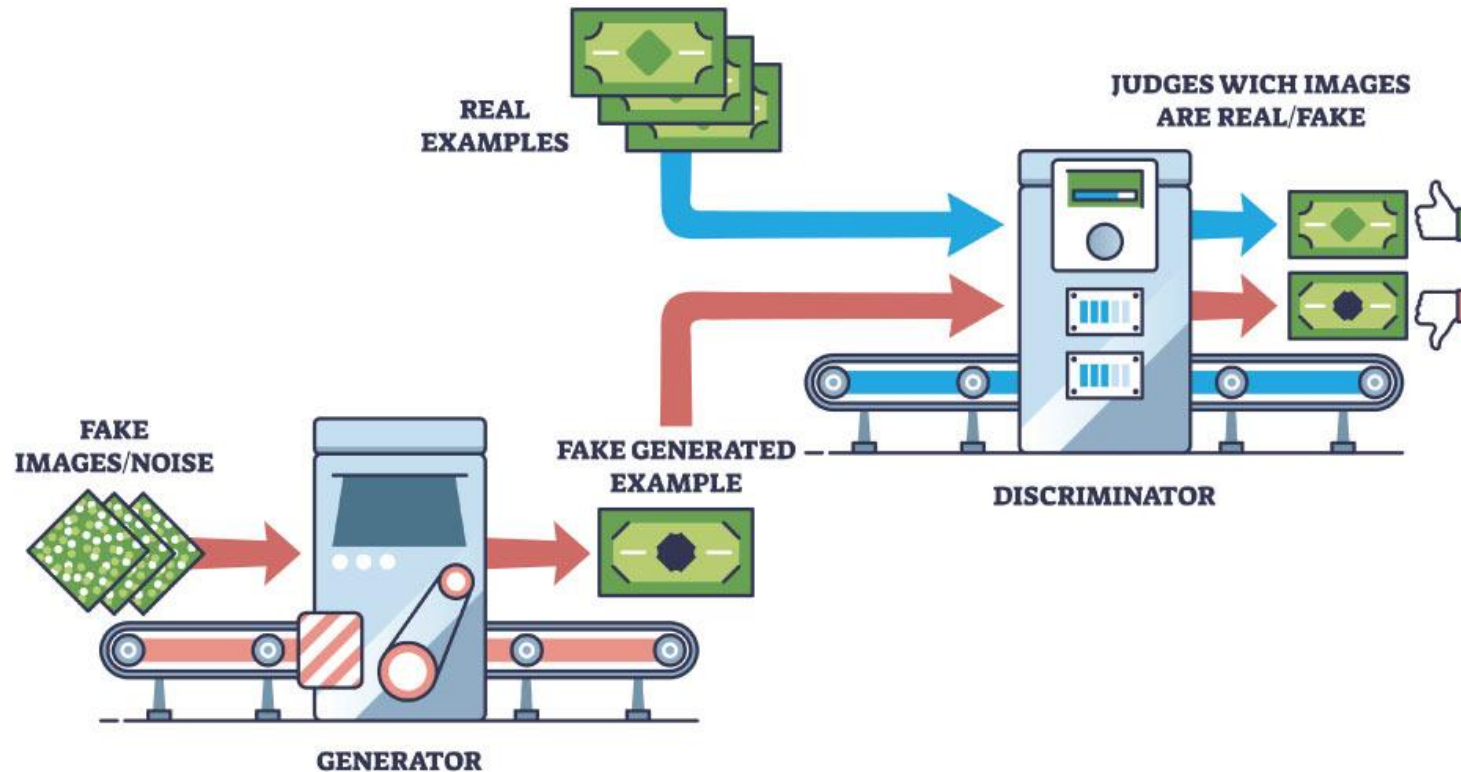 REAL
EXAMPLES
JUDGES WICH IMAGES
ARE REAL/FAKE
FAKE
IMAGES/NOISE
FAKE GENERATED
EXAMPLE
DISCRIMINATOR
GENERATOR